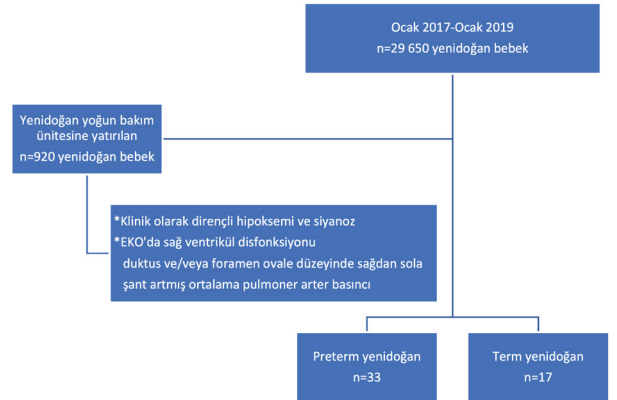 Ocak 2017-Ocak 2019
n=29 650 yenidoğan bebek
Yenidoğan yoğun bakım
ünitesine yatırılan
n=920 yenidoğan bebek
*Klinik olarak dirençli hipoksemi ve siyanoz
*EKO'da sağ ventrikül disfonksiyonu
duktus ve/veya foramen ovale düzeyinde sağdan sola
şant artmış ortalama pulmoner arter basıncı
Preterm yenidoğan
n=33
Term yenidoğan
n=17